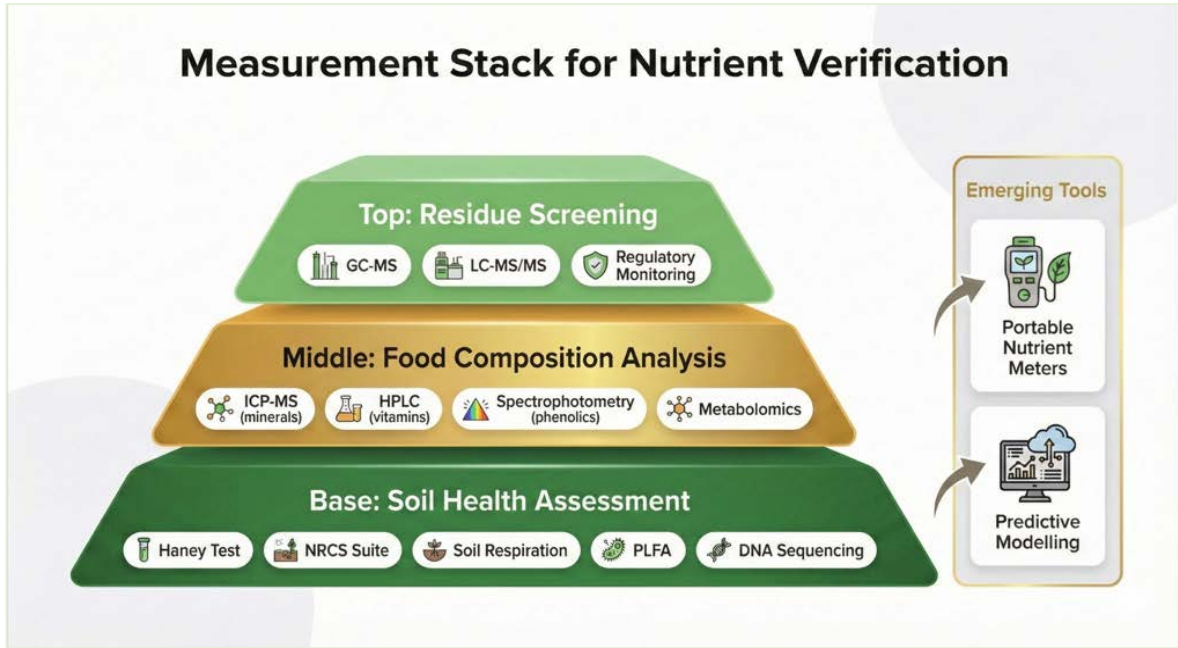 Measurement Stack for Nutrient Verification
Top: Residue Screening
GC-MS
LC-MS/MS
Regulatory
Monitoring
Middle: Food Composition Analysis
ICP-MS
(minerals)
HPLC
(vitamins)
Spectrophotometry
(phenolics)
Metabolomics
Base: Soil Health Assessment
Haney Test
NRCS Suite
Soil Respiration
PLFA
DNA Sequencing
Emerging Tools
Portable
Nutrient
Meters
Predictive
Modelling